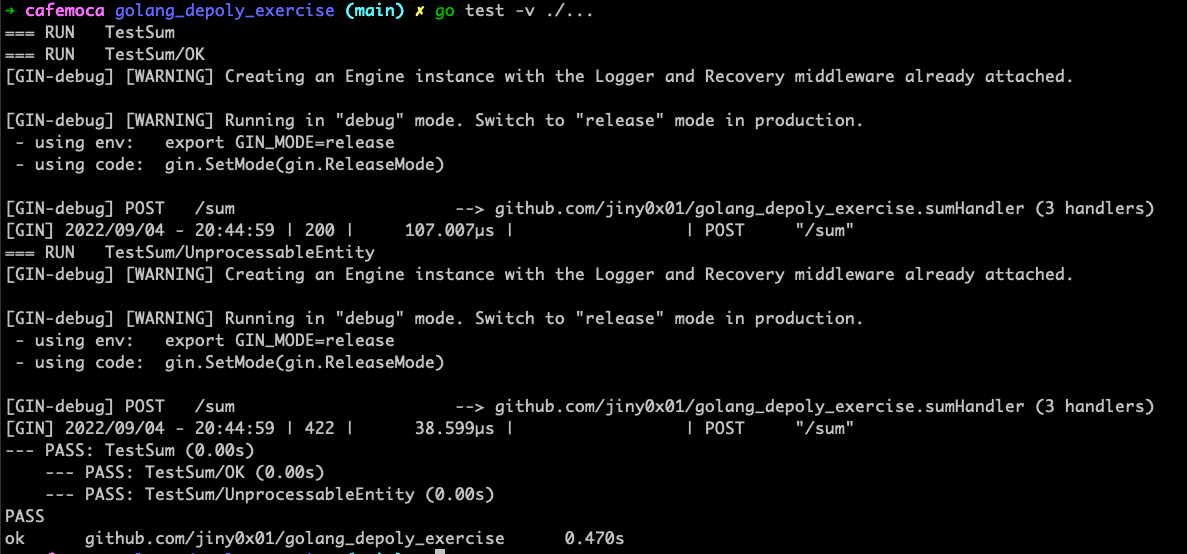 ➜ cafemoca golang_depoly_exercise (main) ✗ go test -v ./...
=== RUN   TestSum
=== RUN   TestSum/OK
[GIN-debug] [WARNING] Creating an Engine instance with the Logger and Recovery middleware already attached.

[GIN-debug] [WARNING] Running in "debug" mode. Switch to "release" mode in production.
 - using env:   export GIN_MODE=release
 - using code:  gin.SetMode(gin.ReleaseMode)

[GIN-debug] POST   /sum                      --> github.com/jiny0x01/golang_depoly_exercise.sumHandler (3 handlers)
[GIN] 2022/09/04 - 20:44:59 | 200 |     107.007µs |                 | POST     "/sum"
=== RUN   TestSum/UnprocessableEntity
[GIN-debug] [WARNING] Creating an Engine instance with the Logger and Recovery middleware already attached.

[GIN-debug] [WARNING] Running in "debug" mode. Switch to "release" mode in production.
 - using env:   export GIN_MODE=release
 - using code:  gin.SetMode(gin.ReleaseMode)

[GIN-debug] POST   /sum                      --> github.com/jiny0x01/golang_depoly_exercise.sumHandler (3 handlers)
[GIN] 2022/09/04 - 20:44:59 | 422 |      38.599µs |                 | POST     "/sum"
--- PASS: TestSum (0.00s)
    --- PASS: TestSum/OK (0.00s)
    --- PASS: TestSum/UnprocessableEntity (0.00s)
PASS
ok      github.com/jiny0x01/golang_depoly_exercise      0.470s